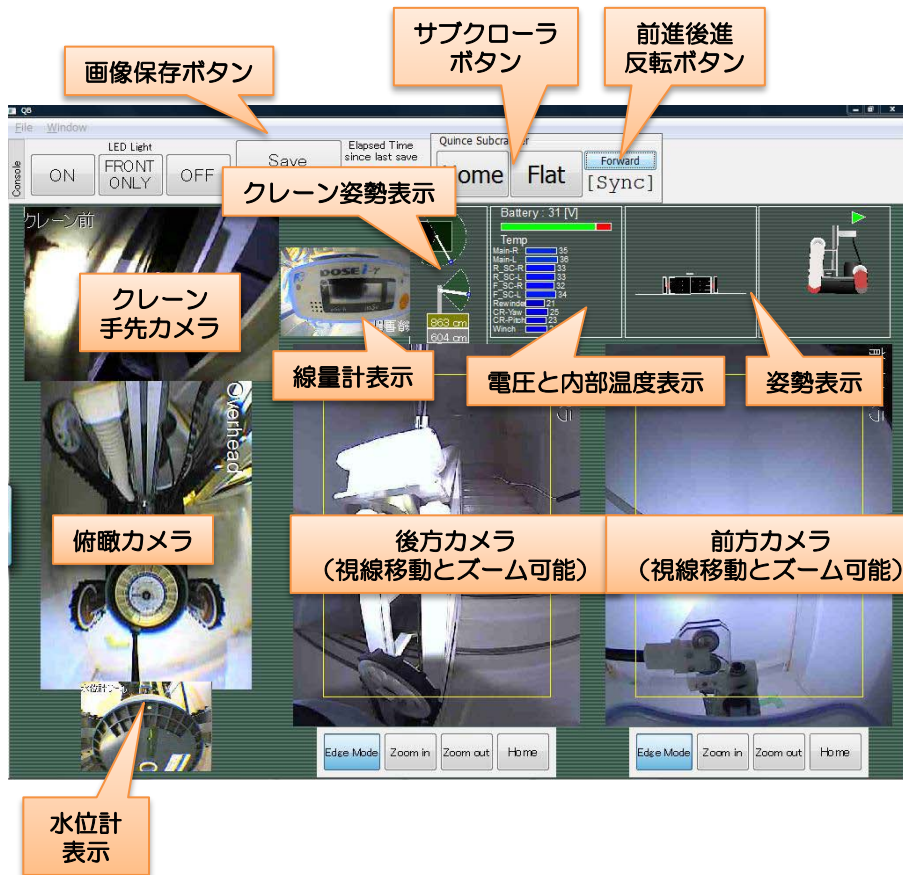 サブクローラ
ボタン
前進後進
反転ボタン
画像保存ボタン
QB
File Window
Console
LED Light
ON
FRONT
ONLY
OFF
Save
Elapsed Time
since last save
Quince Subcra
ome
Flat
Forward
[Sync]
クレーン姿勢表示
クレーン前
クレーン
手先カメラ
DOSE i-γ
863 cm
604 cm
線量計表示
Battery : 31 [V]
Temp
Main-R 35
Main-L 36
R_SC-R 33
R_SC-L 33
F_SC-R 32
F_SC-L 34
Rewinder 21
CR-Yaw 25
CR-Pitch 23
Winch
電圧と内部温度表示
姿勢表示
Overhead
俯瞰カメラ
後方カメラ
(視線移動とズーム可能)
前方カメラ
(視線移動とズーム可能)
Edge Mode
Zoom in
Zoom out
Home
Edge Mode
Zoom in
Zoom out
Home
水位計
表示